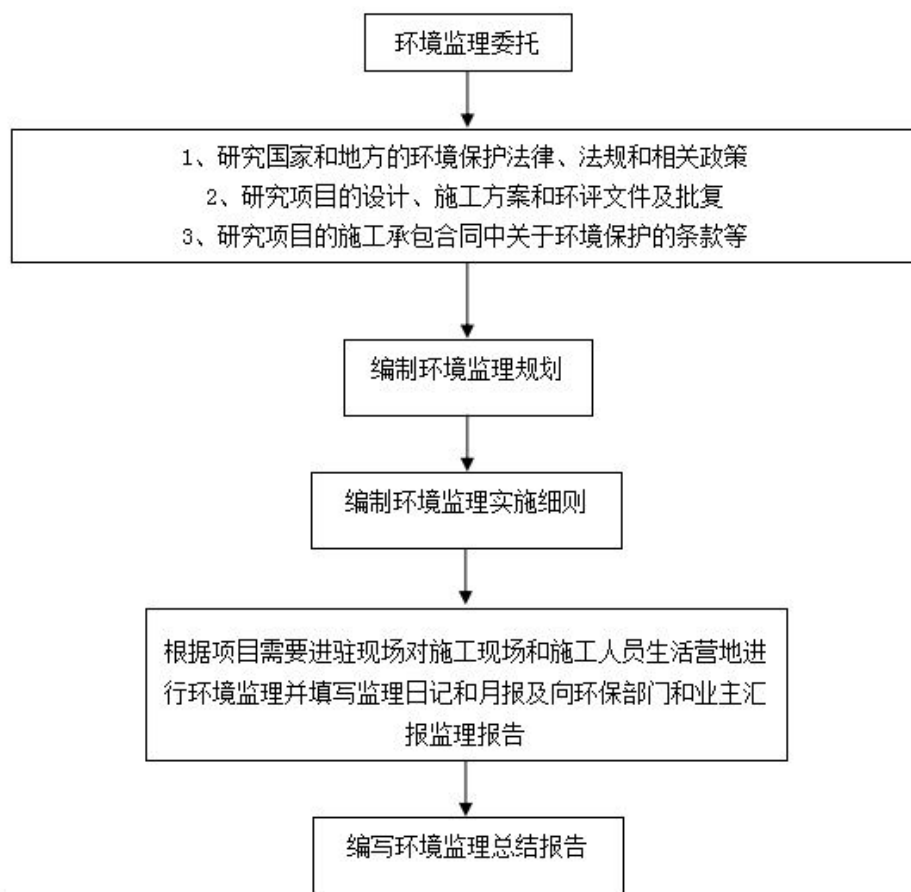 环境监理委托
1、研究国家和地方的环境保护法律、法规和相关政策
2、研究项目的设计、施工方案和环评文件及批复
3、研究项目的施工承包合同中关于环境保护的条款等
编制环境监理规划
编制环境监理实施细则
根据项目需要进驻现场对施工现场和施工人员生活营地进
行环境监理并填写监理日记和月报及向环保部门和业主汇
报监理报告
编写环境监理总结报告